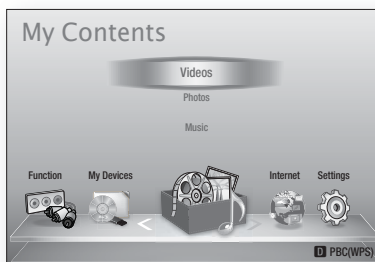 My Contents
Videos
Photos
Music
Function My Devices Internet Settings
D PBC(WPS)